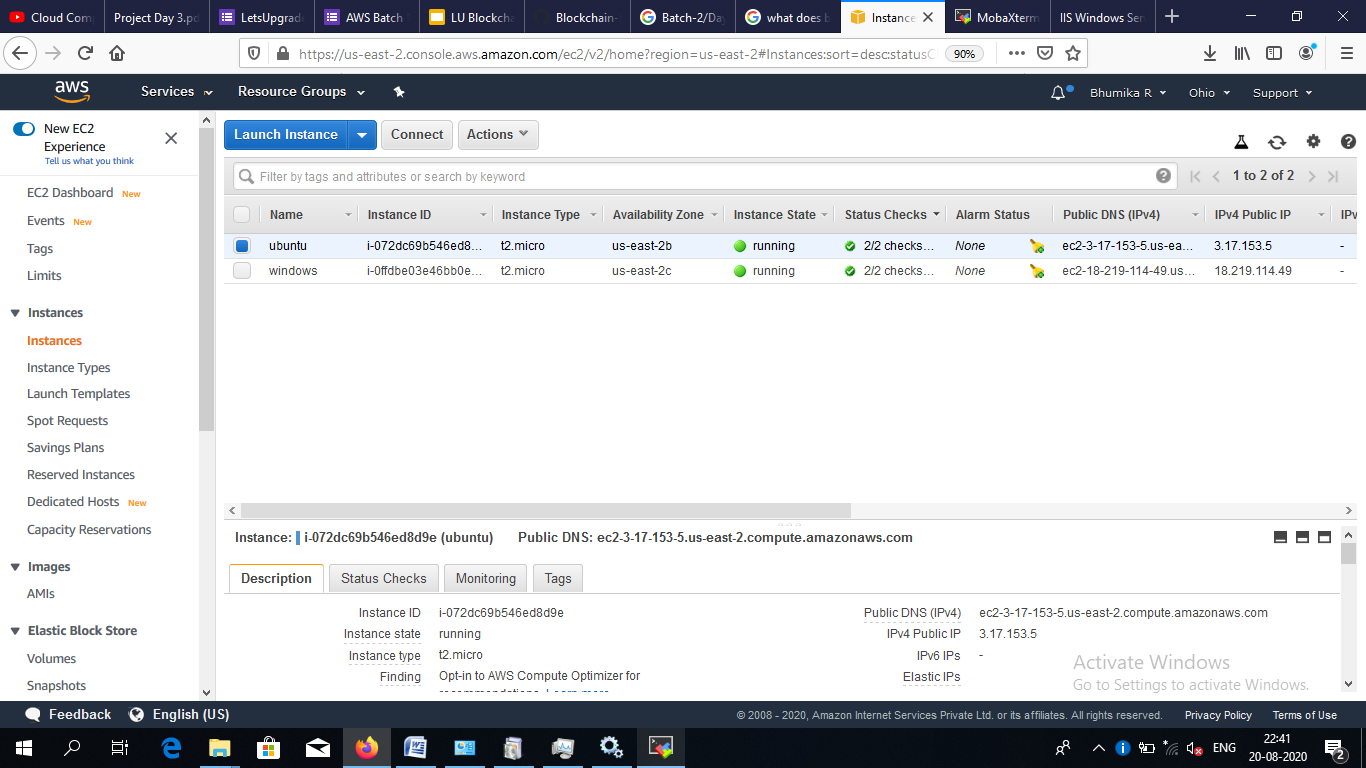 Cloud Comp
Project Day 3.pd
LetsUpgrade
AWS Batch
LU Blockcha
Blockchain-
Batch-2/Day
what does b
Instance
MobaXterm
IIS Windows Ser
https://us-east-2.console.aws.amazon.com/ec2/v2/home?region=us-east-2#Instances:sort=desc:statusC
90%
aws
Services
Resource Groups
Bhumika R
Ohio
Support
New EC2
Experience
Tell us what you think
EC2 Dashboard New
Events New
Tags
Limits
Instances
Instances
Instance Types
Launch Templates
Spot Requests
Savings Plans
Reserved Instances
Dedicated Hosts New
Capacity Reservations
Images
AMIs
Elastic Block Store
Volumes
Snapshots
Launch Instance
Connect
Actions
Filter by tags and attributes or search by keyword
1 to 2 of 2
Name Instance ID Instance Type Availability Zone Instance State Status Checks Alarm Status Public DNS (IPv4) IPv4 Public IP IPv
ubuntu i-072dc69b546ed8... t2.micro us-east-2b running 2/2 checks... None ec2-3-17-153-5.us-ea... 3.17.153.5 -
windows i-0ffdbe03e46bb0e... t2.micro us-east-2c running 2/2 checks... None ec2-18-219-114-49.us... 18.219.114.49 -
Instance: i-072dc69b546ed8d9e (ubuntu) Public DNS: ec2-3-17-153-5.us-east-2.compute.amazonaws.com
Description
Status Checks
Monitoring
Tags
Instance ID i-072dc69b546ed8d9e Public DNS (IPv4) ec2-3-17-153-5.us-east-2.compute.amazonaws.com
Instance state running IPv4 Public IP 3.17.153.5
Instance type t2.micro IPv6 IPs -
Finding Opt-in to AWS Compute Optimizer for Elastic IPs
recommendations. Learn more
Activate Windows
Go to Settings to activate Windows.
Feedback
English (US)
© 2008 - 2020, Amazon Internet Services Private Ltd. or its affiliates. All rights reserved. Privacy Policy Terms of Use
ENG
22:41
20-08-2020
2